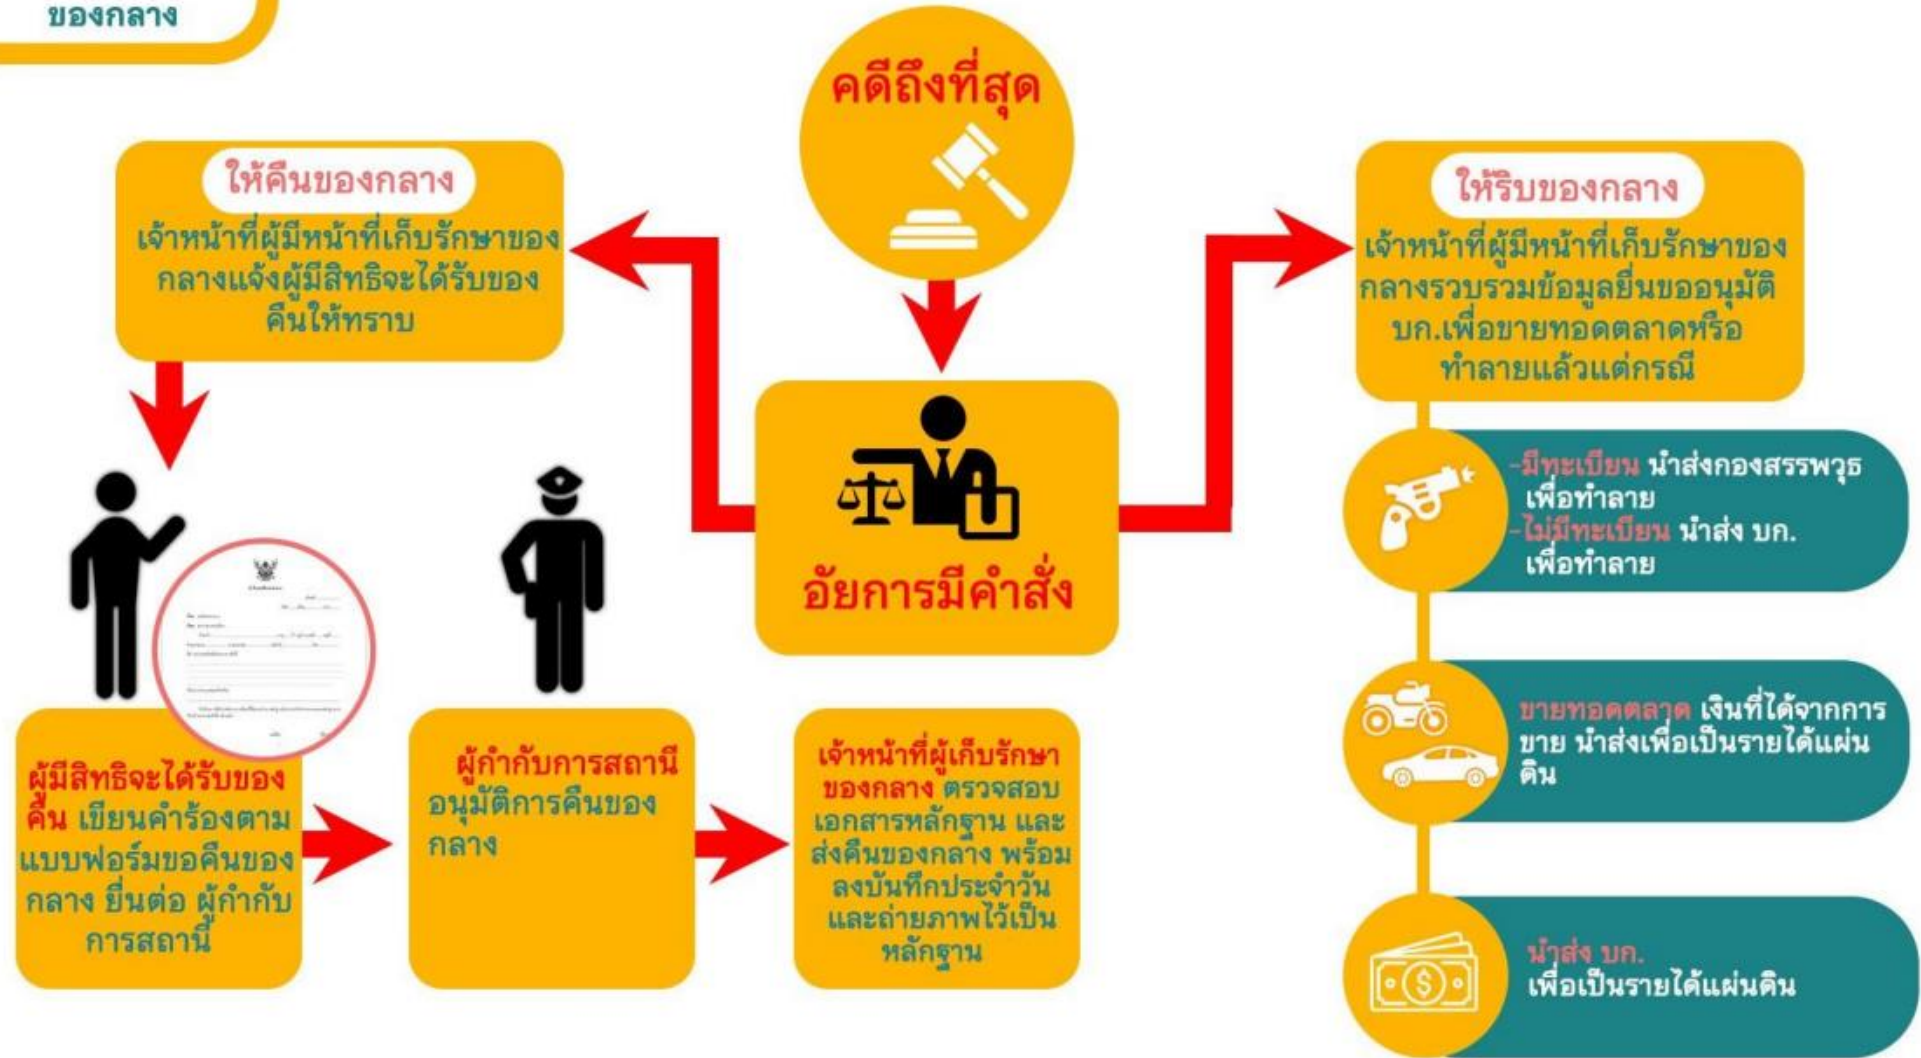 ของกลาง
คดีถึงที่สุด
ให้คืนของกลาง
เจ้าหน้าที่ผู้มีหน้าที่เก็บรักษาของ
กลางแจ้งผู้มีสิทธิจะได้รับของ
คืนให้ทราบ
ให้ริบของกลาง
เจ้าหน้าที่ผู้มีหน้าที่เก็บรักษาของ
กลางรวบรวมข้อมูลยื่นขออนุมัติ
บก.เพื่อขายทอดตลาดหรือ
ทำลายแล้วแต่กรณี
อัยการมีคำสั่ง
-มีทะเบียน นำส่งกองสรรพวุธ
เพื่อทำลาย
-ไม่มีทะเบียน นำส่ง บก.
เพื่อทำลาย
ขายทอดตลาด เงินที่ได้จากการ
ขาย นำส่งเพื่อเป็นรายได้แผ่น
ดิน
นำส่ง บก.
เพื่อเป็นรายได้แผ่นดิน
ผู้มีสิทธิจะได้รับของ
คืน เขียนคำร้องตาม
แบบฟอร์มขอคืนของ
กลาง ยื่นต่อ ผู้กำกับ
การสถานี
ผู้กำกับการสถานี
อนุมัติการคืนของ
กลาง
เจ้าหน้าที่ผู้เก็บรักษา
ของกลาง ตรวจสอบ
เอกสารหลักฐาน และ
ส่งคืนของกลาง พร้อม
ลงบันทึกประจำวัน
และถ่ายภาพไว้เป็น
หลักฐาน